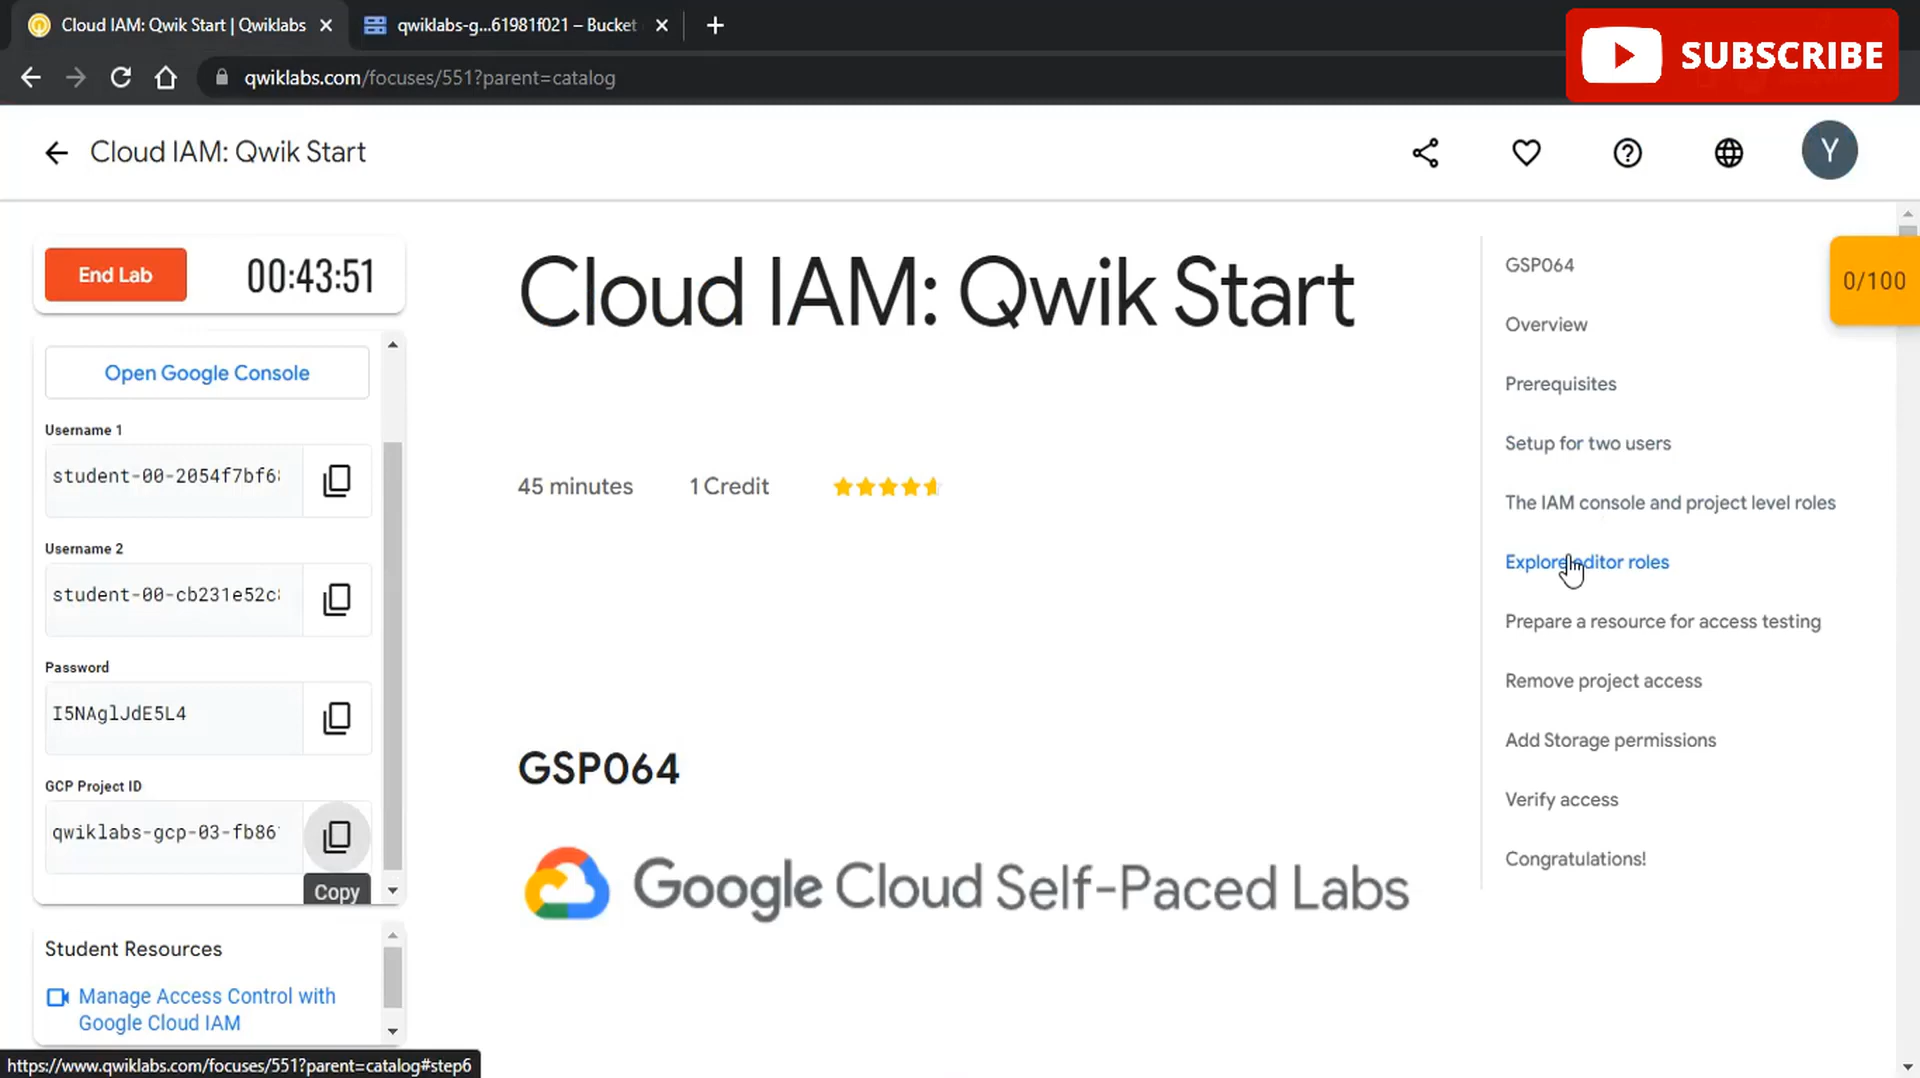 Cloud IAM: Qwik Start | Qwiklabs
qwiklabs-g...61981f021 – Bucket
SUBSCRIBE
qwiklabs.com/focuses/551?parent=catalog
Cloud IAM: Qwik Start
Y
End Lab
00:43:51
Open Google Console
Username 1
student-00-2054f7bf6
Username 2
student-00-cb231e52c
Password
I5NAglJdE5L4
GCP Project ID
qwiklabs-gcp-03-fb86
Copy
Student Resources
Manage Access Control with
Google Cloud IAM
https://www.qwiklabs.com/focuses/551?parent=catalog#step6
Cloud IAM: Qwik Start
45 minutes
1 Credit
GSP064
Google Cloud Self-Paced Labs
GSP064
Overview
Prerequisites
Setup for two users
The IAM console and project level roles
Explore editor roles
Prepare a resource for access testing
Remove project access
Add Storage permissions
Verify access
Congratulations!
0/100